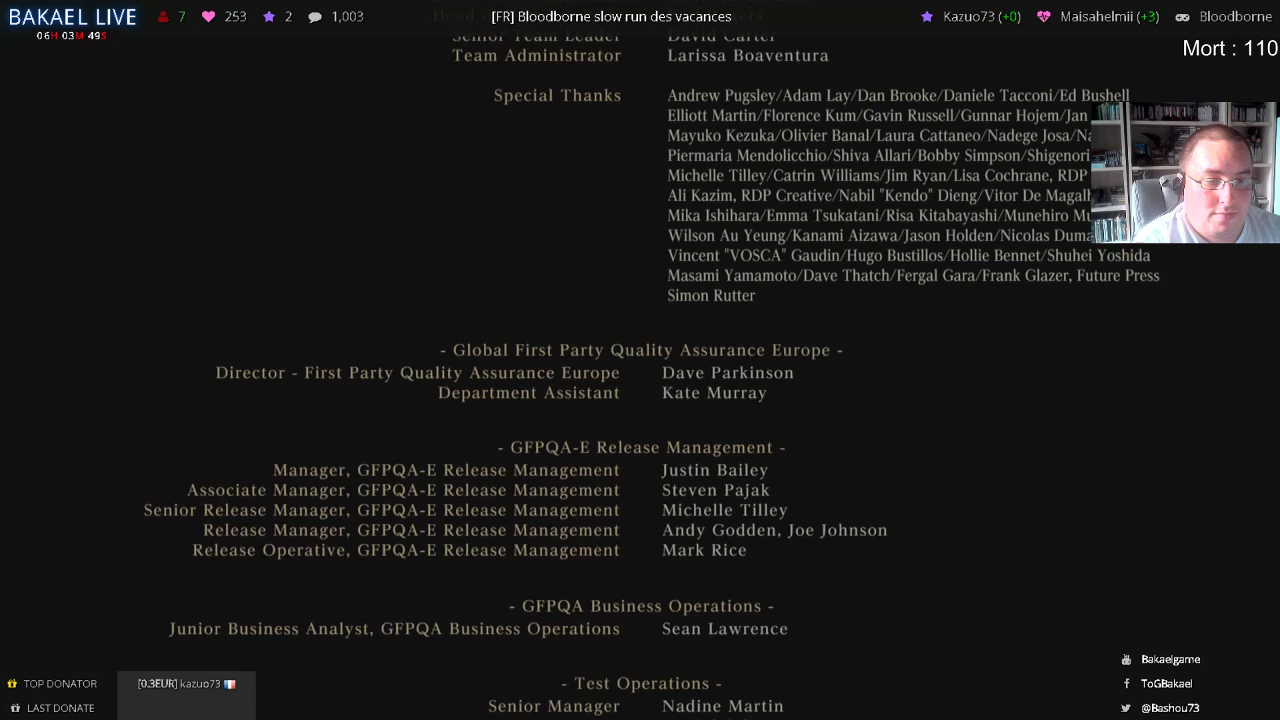 BAKAEL LIVE 7 253 2 1,003 [FR] Bloodborne slow run des vacances Kazuo73 (+0) Maisahelmii (+3) Bloodborne
06H 03M 49S
Mort : 110
Senior Team Leader David Carter
Team Administrator Larissa Boaventura
Special Thanks Andrew Pugsley/Adam Lay/Dan Brooke/Daniele Tacconi/Ed Bushell
Elliott Martin/Florence Kum/Gavin Russell/Gunnar Hojem/Jan
Mayuko Kezuka/Olivier Banal/Laura Cattaneo/Nadege Josa/Na
Piermaria Mendolicchio/Shiva Allari/Bobby Simpson/Shigenori
Michelle Tilley/Catrin Williams/Jim Ryan/Lisa Cochrane, RDP
Ali Kazim, RDP Creative/Nabil "Kendo" Dieng/Vitor De Magalh
Mika Ishihara/Emma Tsukatani/Risa Kitabayashi/Munehiro Mu
Wilson Au Yeung/Kanami Aizawa/Jason Holden/Nicolas Duma
Vincent "VOSCA" Gaudin/Hugo Bustillos/Hollie Bennet/Shuhei Yoshida
Masami Yamamoto/Dave Thatch/Fergal Gara/Frank Glazer, Future Press
Simon Rutter
- Global First Party Quality Assurance Europe -
Director - First Party Quality Assurance Europe Dave Parkinson
Department Assistant Kate Murray
- GFPQA-E Release Management -
Manager, GFPQA-E Release Management Justin Bailey
Associate Manager, GFPQA-E Release Management Steven Pajak
Senior Release Manager, GFPQA-E Release Management Michelle Tilley
Release Manager, GFPQA-E Release Management Andy Godden, Joe Johnson
Release Operative, GFPQA-E Release Management Mark Rice
- GFPQA Business Operations -
Junior Business Analyst, GFPQA Business Operations Sean Lawrence
- Test Operations -
Senior Manager Nadine Martin
TOP DONATOR [0.3EUR] kazuo73
LAST DONATE
Bakaelgame
ToGBakael
@Bashou73